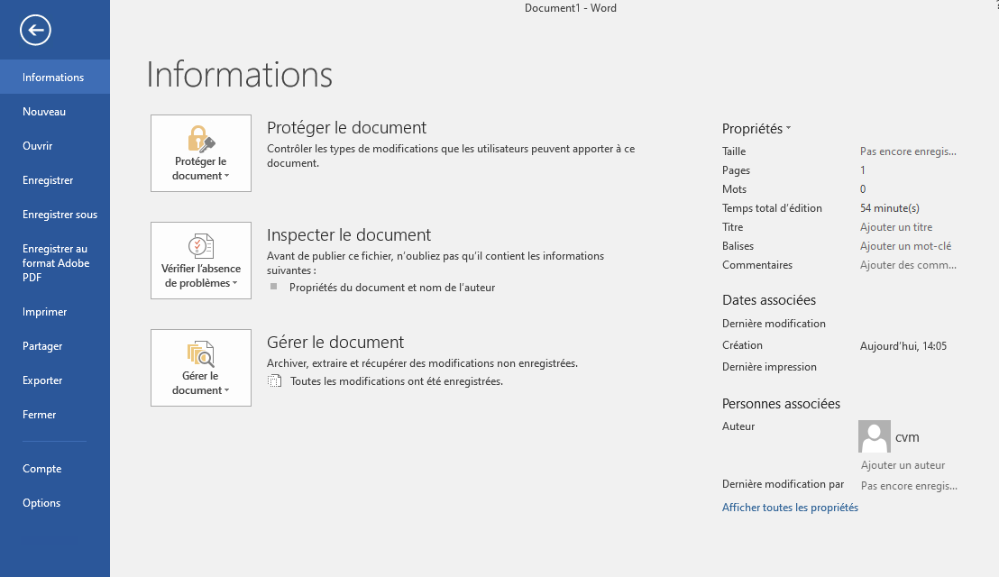 Document1 - Word
?
Informations
Nouveau
Ouvrir
Enregistrer
Enregistrer sous
Enregistrer au
format Adobe
PDF
Imprimer
Partager
Exporter
Fermer
Compte
Options
Informations
Protéger le
document
Protéger le document
Contrôler les types de modifications que les utilisateurs peuvent apporter à ce
document.
Vérifier l'absence
de problèmes
Inspecter le document
Avant de publier ce fichier, n'oubliez pas qu'il contient les informations
suivantes :
Propriétés du document et nom de l'auteur
Gérer le
document
Gérer le document
Archiver, extraire et récupérer des modifications non enregistrées.
Toutes les modifications ont été enregistrées.
Propriétés
Taille Pas encore enregis...
Pages 1
Mots 0
Temps total d'édition 54 minute(s)
Titre Ajouter un titre
Balises Ajouter un mot-clé
Commentaires Ajouter des comm...
Dates associées
Dernière modification
Création Aujourd'hui, 14:05
Dernière impression
Personnes associées
Auteur
cvm
Ajouter un auteur
Dernière modification par Pas encore enregis...
Afficher toutes les propriétés